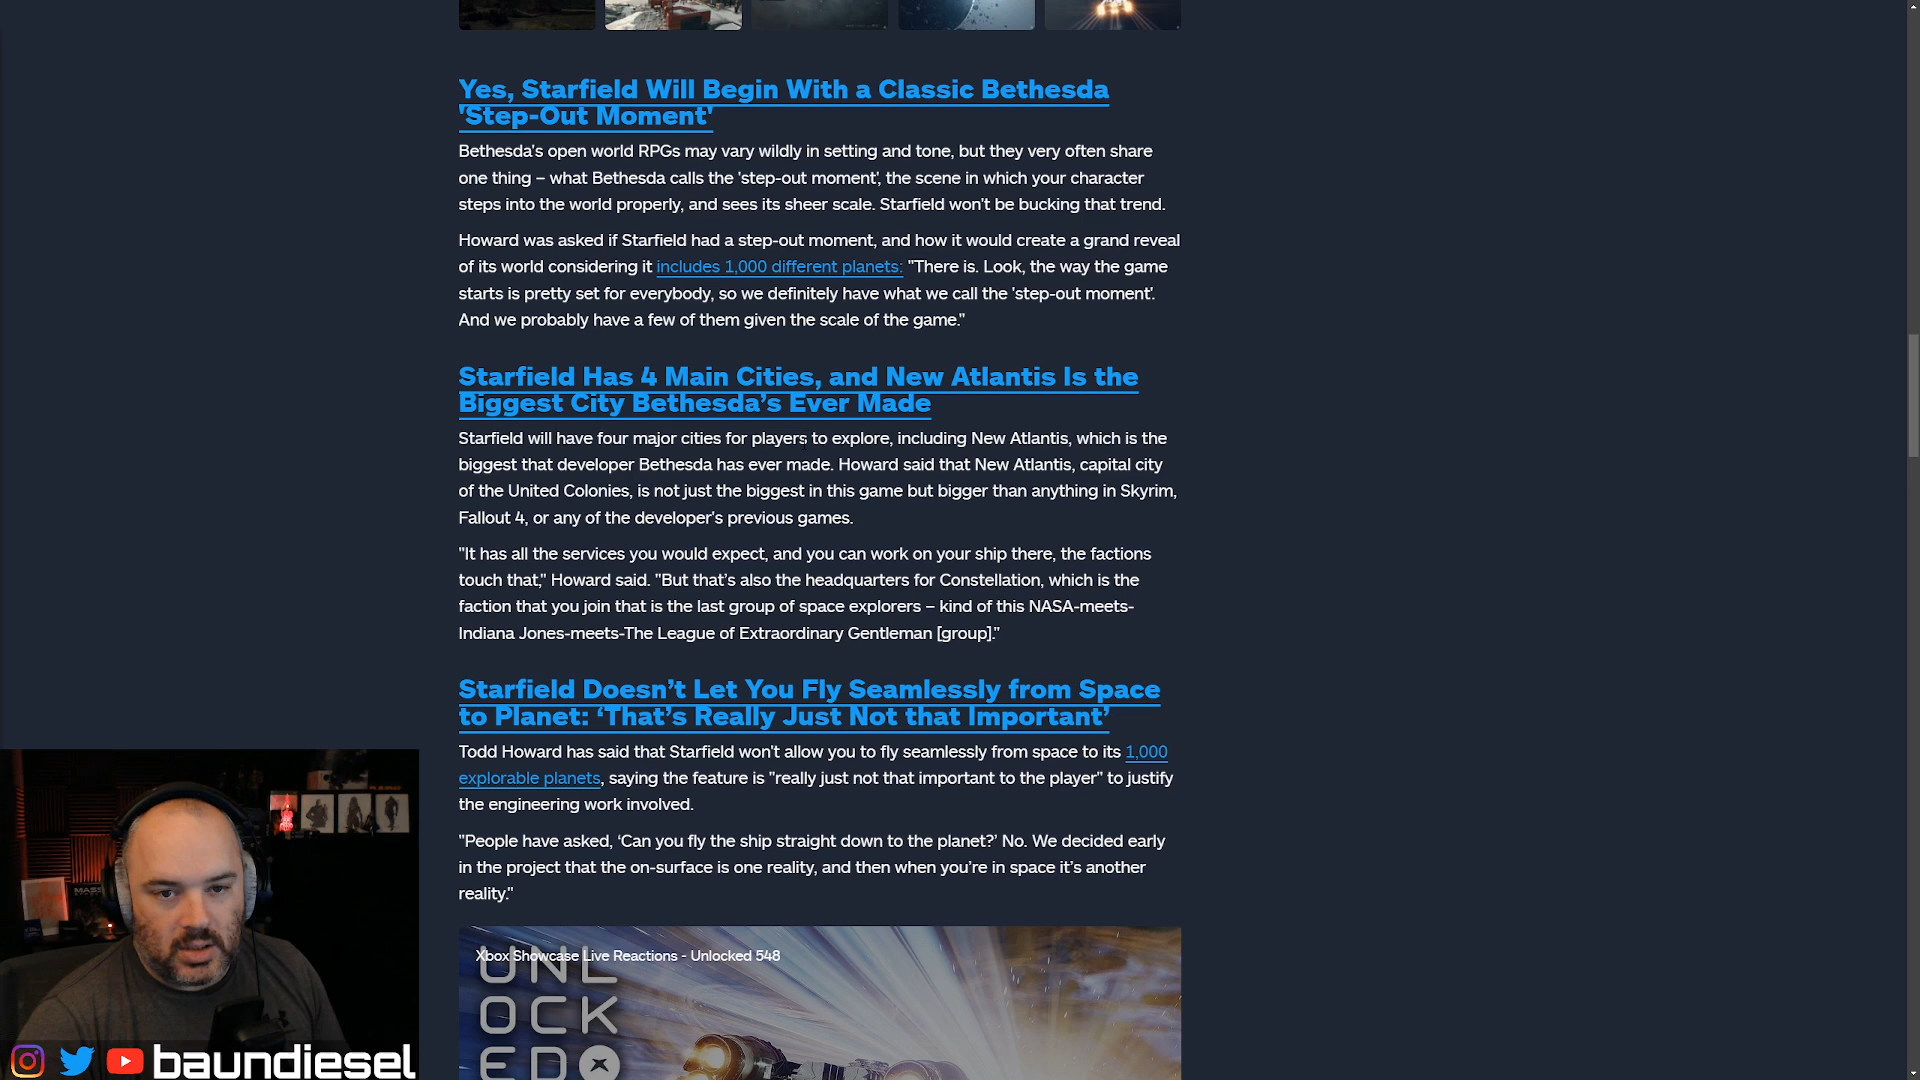 Yes, Starfield Will Begin With a Classic Bethesda
'Step-Out Moment'
Bethesda's open world RPGs may vary wildly in setting and tone, but they very often share
one thing – what Bethesda calls the 'step-out moment', the scene in which your character
steps into the world properly, and sees its sheer scale. Starfield won't be bucking that trend.
Howard was asked if Starfield had a step-out moment, and how it would create a grand reveal
of its world considering it includes 1,000 different planets: "There is. Look, the way the game
starts is pretty set for everybody, so we definitely have what we call the 'step-out moment'.
And we probably have a few of them given the scale of the game."
Starfield Has 4 Main Cities, and New Atlantis Is the
Biggest City Bethesda’s Ever Made
Starfield will have four major cities for players to explore, including New Atlantis, which is the
biggest that developer Bethesda has ever made. Howard said that New Atlantis, capital city
of the United Colonies, is not just the biggest in this game but bigger than anything in Skyrim,
Fallout 4, or any of the developer's previous games.
"It has all the services you would expect, and you can work on your ship there, the factions
touch that," Howard said. "But that’s also the headquarters for Constellation, which is the
faction that you join that is the last group of space explorers – kind of this NASA-meets-
Indiana Jones-meets-The League of Extraordinary Gentleman [group]."
Starfield Doesn’t Let You Fly Seamlessly from Space
to Planet: ‘That’s Really Just Not that Important’
Todd Howard has said that Starfield won't allow you to fly seamlessly from space to its 1,000
explorable planets, saying the feature is "really just not that important to the player" to justify
the engineering work involved.
"People have asked, ‘Can you fly the ship straight down to the planet?’ No. We decided early
in the project that the on-surface is one reality, and then when you’re in space it’s another
reality."
Xbox Showcase Live Reactions - Unlocked 548
UNL
OCK
ED
MASS
baundiesel